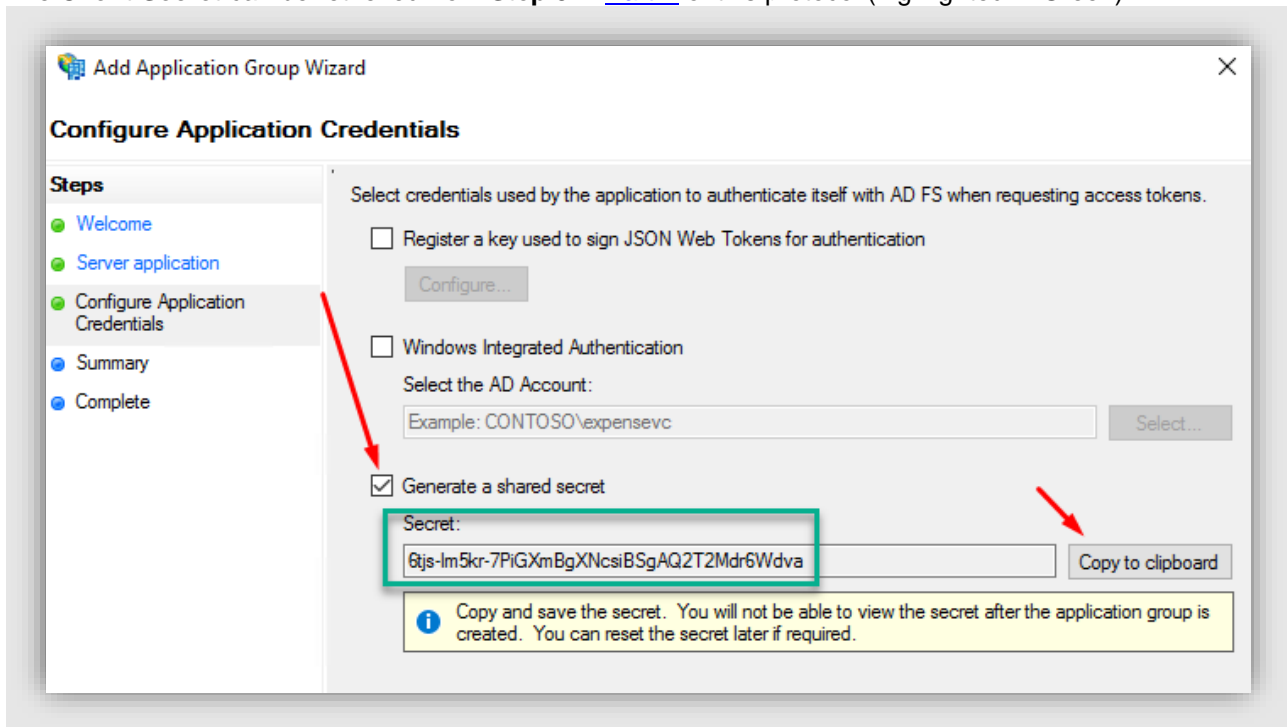 Add Application Group Wizard
Configure Application Credentials
Steps
Welcome
Server application
Configure Application
Credentials
Summary
Complete
Select credentials used by the application to authenticate itself with AD FS when requesting access tokens.
Register a key used to sign JSON Web Tokens for authentication
Configure...
Windows Integrated Authentication
Select the AD Account:
Example: CONTOSO\expensevc
Select...
Generate a shared secret
Secret:
6tjs-lm5kr-7PiGXmBgXNcsiBSgAQ2T2Mdr6Wdva
Copy to clipboard
Copy and save the secret. You will not be able to view the secret after the application group is
created. You can reset the secret later if required.